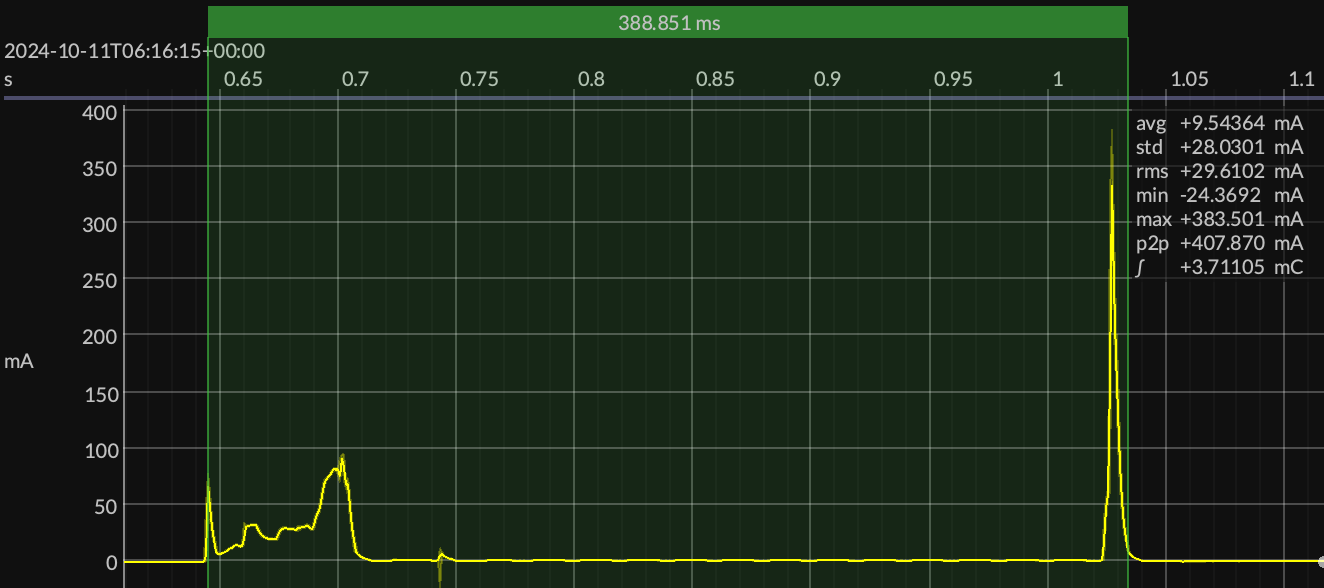 388.851 ms
2024-10-11T06:16:15+00:00
s 0.65 0.7 0.75 0.8 0.85 0.9 0.95 1 1.05 1.1
400
350
300
250
200
mA
150
100
50
0
avg +9.54364 mA
std +28.0301 mA
rms +29.6102 mA
min -24.3692 mA
max +383.501 mA
p2p +407.870 mA
∫ +3.71105 mC